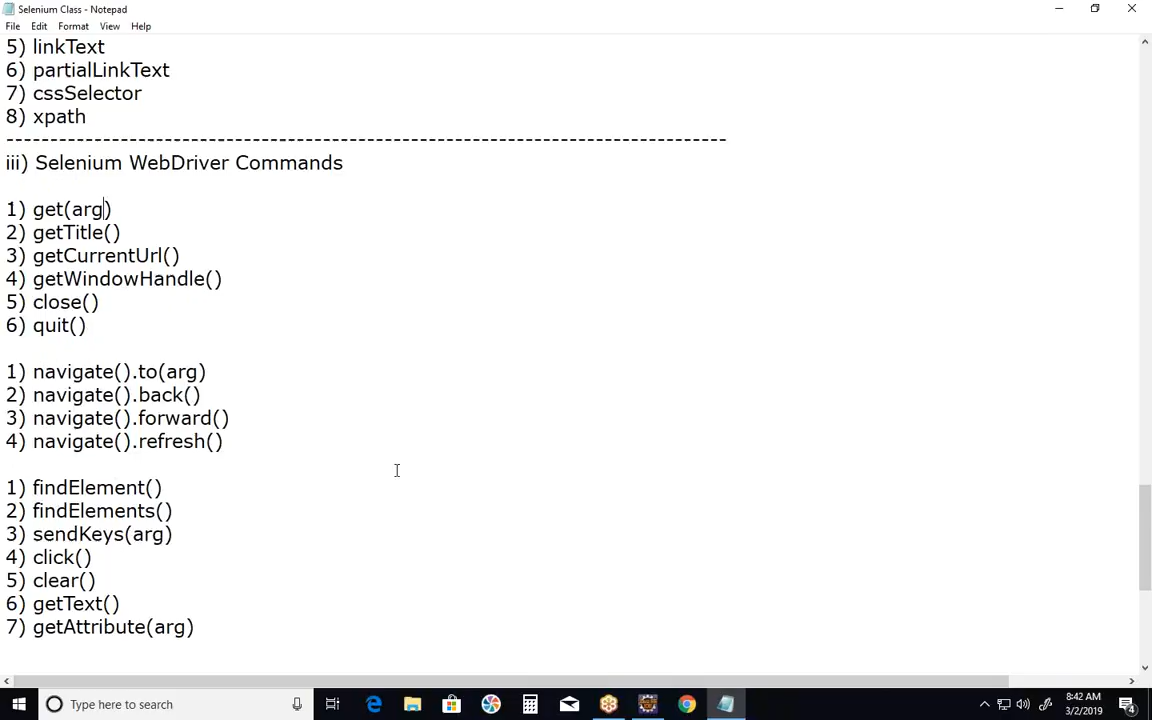 Selenium Class - Notepad
File Edit Format View Help
5) linkText
6) partialLinkText
7) cssSelector
8) xpath
--------------------------------------------------------------------------------
iii) Selenium WebDriver Commands
1) get(arg)
2) getTitle()
3) getCurrentUrl()
4) getWindowHandle()
5) close()
6) quit()
1) navigate().to(arg)
2) navigate().back()
3) navigate().forward()
4) navigate().refresh()
1) findElement()
2) findElements()
3) sendKeys(arg)
4) click()
5) clear()
6) getText()
7) getAttribute(arg)
Type here to search
8:42 AM
3/2/2019
4